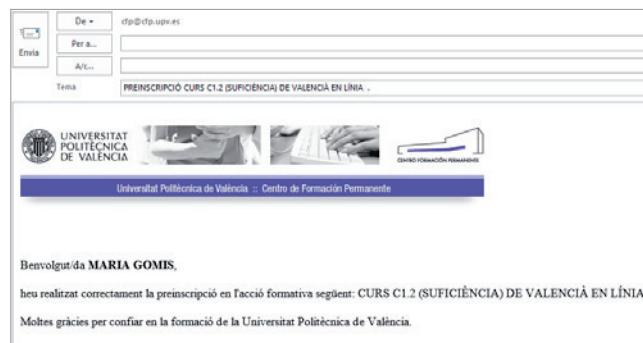 De
cfp@cfp.upv.es
Envia
Per a...
A/c...
Tema
PREINSCRIPCIÓ CURS C1.2 (SUFICIÈNCIA) DE VALENCIÀ EN LÍNIA .
UNIVERSITAT
POLITÈCNICA
DE VALÈNCIA
CENTRO FORMACIÓN PERMANENTE
Universitat Politècnica de València :: Centro de Formación Permanente
Benvolgut/da MARIA GOMIS,
heu realitzat correctament la preinscripció en l'acció formativa següent: CURS C1.2 (SUFICIÈNCIA) DE VALENCIÀ EN LÍNIA
Moltes gràcies per confiar en la formació de la Universitat Politècnica de València.